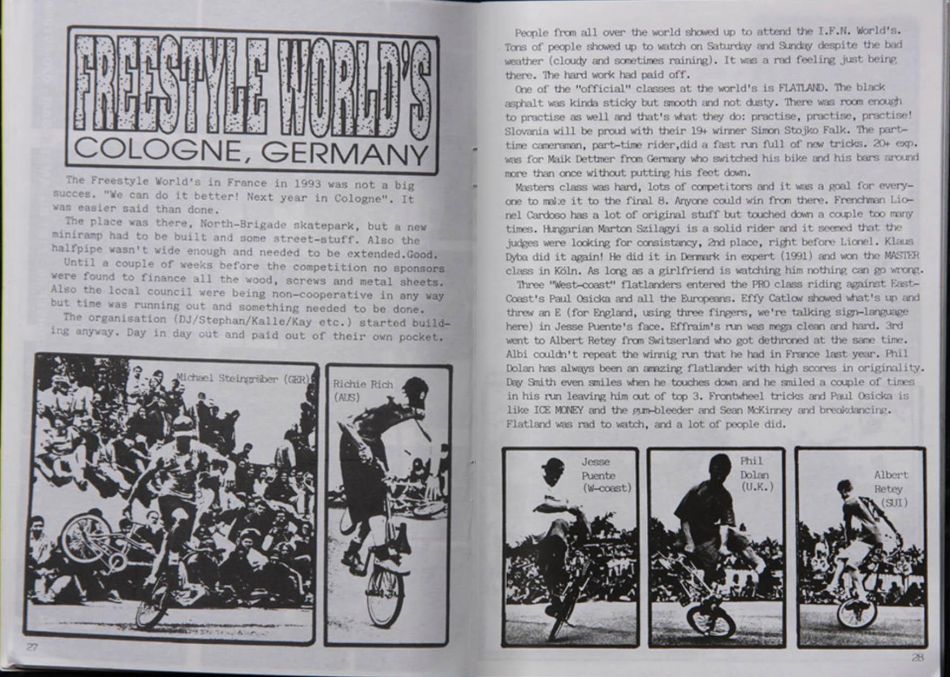 FREESTYLE WORLD'S
COLOGNE, GERMANY
The Freestyle World's in France in 1993 was not a big
succes. "We can do it better! Next year in Cologne". It
was easier said than done.
The place was there, North-Brigade skatepark, but a new
miniramp had to be built and some street-stuff. Also the
halfpipe wasn't wide enough and needed to be extended.Good.
Until a couple of weeks before the competition no sponsors
were found to finance all the wood, screws and metal sheets.
Also the local council were being non-cooperative in any way
but time was running out and something needed to be done.
The organisation (DJ/Stephan/Kalle/Kay etc.) started build-
ing anyway. Day in day out and paid out of their own pocket.
Michael Steingräber (GER)
Richie Rich
(AUS)
27
People from all over the world showed up to attend the I.F.N. World's.
Tons of people showed up to watch on Saturday and Sunday despite the bad
weather (cloudy and sometimes raining). It was a rad feeling just being
there. The hard work had paid off.
One of the "official" classes at the world's is FLATLAND. The black
asphalt was kinda sticky but smooth and not dusty. There was room enough
to practise as well and that's what they do: practise, practise, practise!
Slovania will be proud with their 19+ winner Simon Stojko Falk. The part-
time cameraman, part-time rider,did a fast run full of new tricks. 20+ exp.
was for Maik Dettmer from Germany who switched his bike and his bars around
more than once without putting his feet down.
Masters class was hard, lots of competitors and it was a goal for every-
one to make it to the final 8. Anyone could win from there. Frenchman Lio-
nel Cardoso has a lot of original stuff but touched down a couple too many
times. Hungarian Marton Szilagyi is a solid rider and it seemed that the
judges were looking for consistancy, 2nd place, right before Lionel. Klaus
Dyba did it again! He did it in Denmark in expert (1991) and won the MASTER
class in Köln. As long as a girlfriend is watching him nothing can go wrong.
Three "West-coast" flatlanders entered the PRO class riding against East-
Coast's Paul Osicka and all the Europeans. Effy Catlow showed what's up and
threw an E (for England, using three fingers, we're talking sign-language
here) in Jesse Puente's face. Effraim's run was mega clean and hard. 3rd
went to Albert Retey from Switserland who got dethroned at the same time.
Albi couldn't repeat the winnig run that he had in France last year. Phil
Dolan has always been an amazing flatlander with high scores in originality.
Day Smith even smiles when he touches down and he smiled a couple of times
in his run leaving him out of top 3. Frontwheel tricks and Paul Osicka is
like ICE MONEY and the gum-bleeder and Sean McKinney and breakdancing.
Flatland was rad to watch, and a lot of people did.
Jesse
Puente
(W-coast)
Phil
Dolan
(U.K.)
Albert
Retey
(SUI)
28